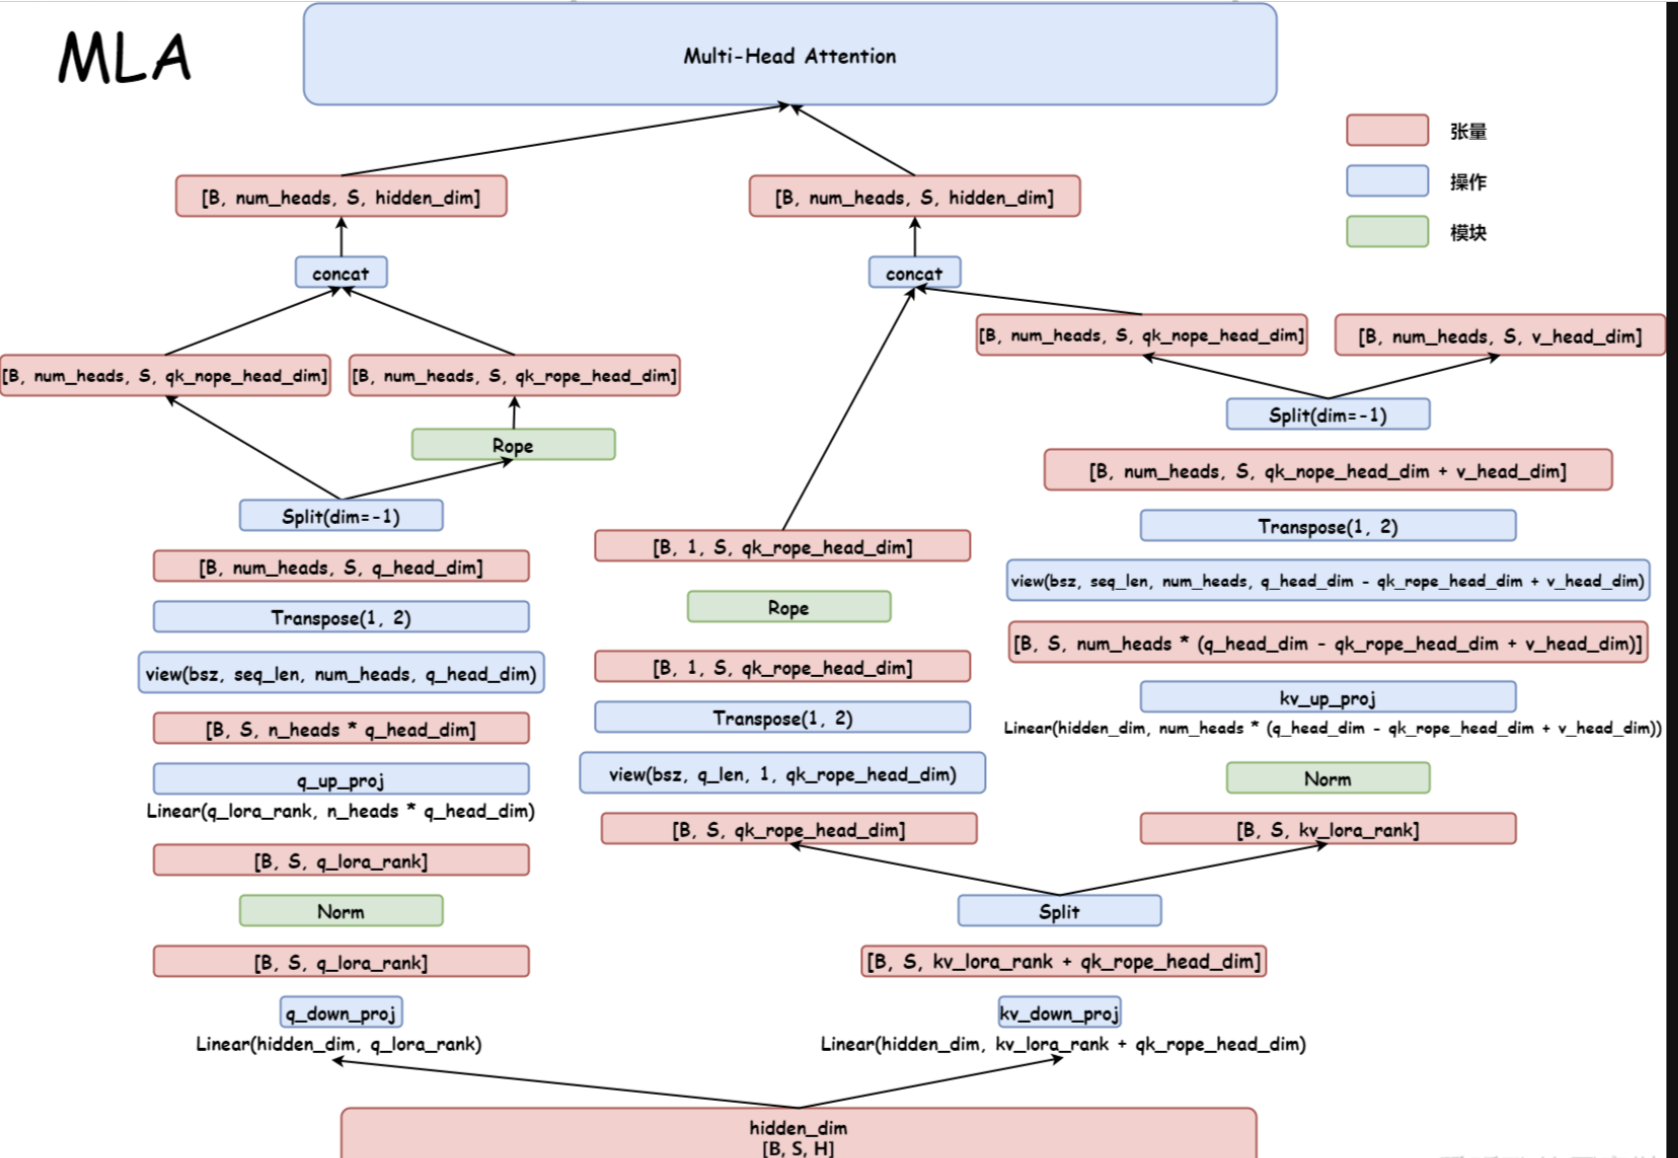 MLA
Multi-Head Attention
张量
操作
模块
[B, num_heads, S, hidden_dim]
[B, num_heads, S, hidden_dim]
concat
concat
[B, num_heads, S, qk_nope_head_dim]
[B, num_heads, S, v_head_dim]
[B, num_heads, S, qk_nope_head_dim]
[B, num_heads, S, qk_rope_head_dim]
Split(dim=-1)
Rope
[B, num_heads, S, qk_nope_head_dim + v_head_dim]
Split(dim=-1)
Transpose(1, 2)
[B, 1, S, qk_rope_head_dim]
[B, num_heads, S, q_head_dim]
view(bsz, seq_len, num_heads, q_head_dim - qk_rope_head_dim + v_head_dim)
Rope
Transpose(1, 2)
[B, S, num_heads * (q_head_dim - qk_rope_head_dim + v_head_dim)]
[B, 1, S, qk_rope_head_dim]
view(bsz, seq_len, num_heads, q_head_dim)
kv_up_proj
Transpose(1, 2)
[B, S, n_heads * q_head_dim]
Linear(hidden_dim, num_heads * (q_head_dim - qk_rope_head_dim + v_head_dim))
view(bsz, q_len, 1, qk_rope_head_dim)
Norm
q_up_proj
Linear(q_lora_rank, n_heads * q_head_dim)
[B, S, qk_rope_head_dim]
[B, S, kv_lora_rank]
[B, S, q_lora_rank]
Norm
Split
[B, S, q_lora_rank]
[B, S, kv_lora_rank + qk_rope_head_dim]
q_down_proj
kv_down_proj
Linear(hidden_dim, q_lora_rank)
Linear(hidden_dim, kv_lora_rank + qk_rope_head_dim)
hidden_dim
[B, S, H]